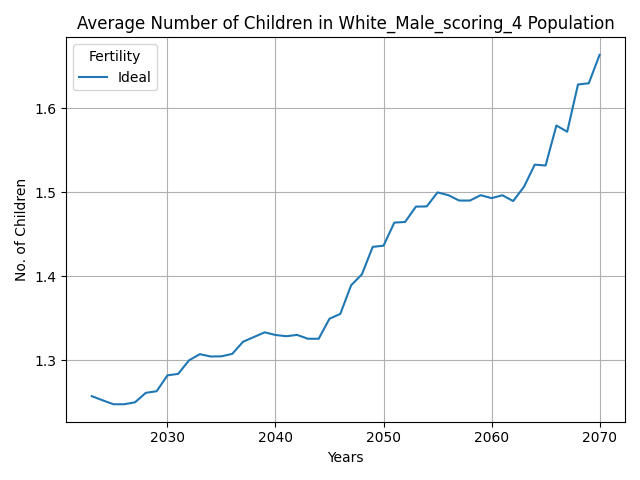 Average Number of Children in White_Male_scoring_4 Population
Fertility
Ideal
No. of Children
1.6
1.5
1.4
1.3
2030 2040 2050 2060 2070
Years